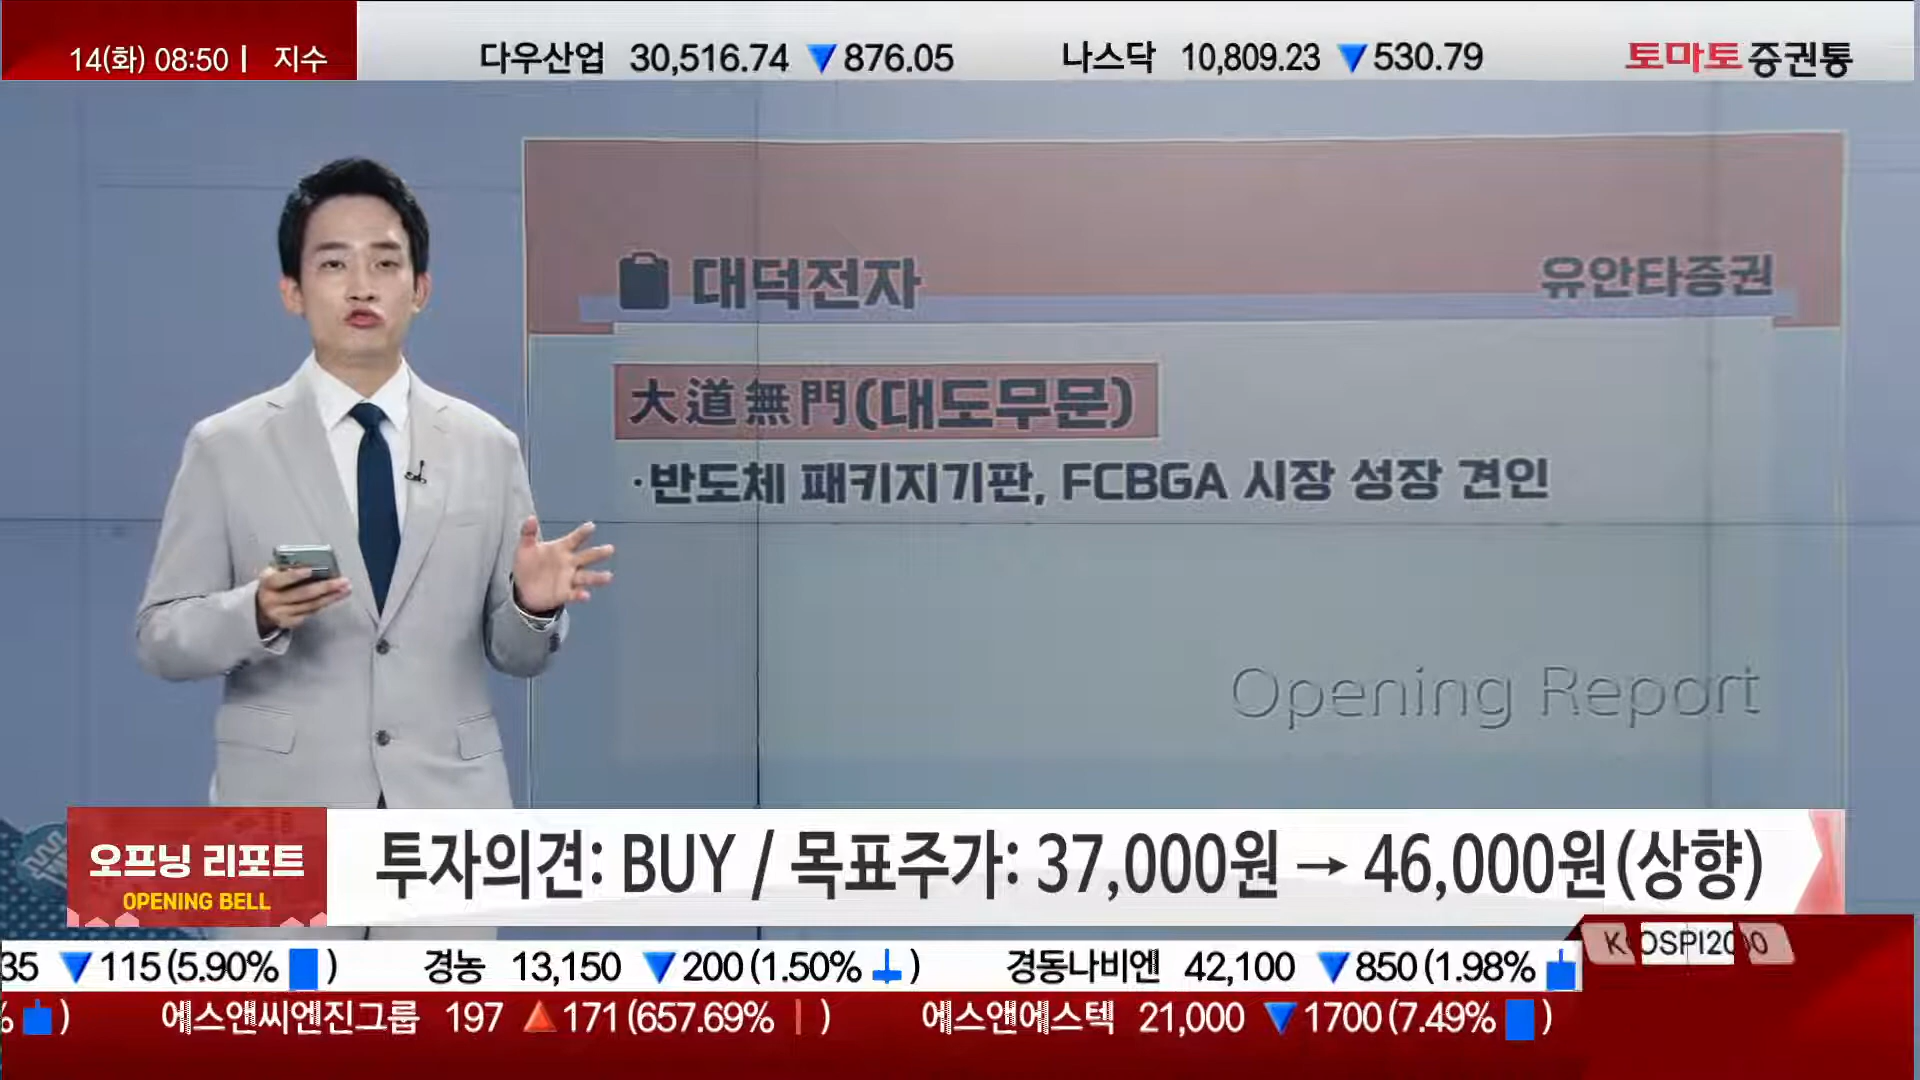 14(화) 08:50 | 지수
다우산업 30,516.74 ▼876.05 나스닥 10,809.23 ▼530.79
토마토증권통
대덕전자
유안타증권
大道無門(대도무문)
·반도체 패키지기판, FCBGA 시장 성장 견인
Opening Report
오프닝 리포트
OPENING BELL
투자의견: BUY / 목표주가: 37,000원 → 46,000원(상향)
35 ▼115(5.90% ) 경농 13,150 ▼200(1.50% ) 경동나비엔 42,100 ▼850(1.98%
KOSPI200
% ) 에스앤씨엔진그룹 197 ▲171(657.69% ) 에스앤에스텍 21,000 ▼1700(7.49% )